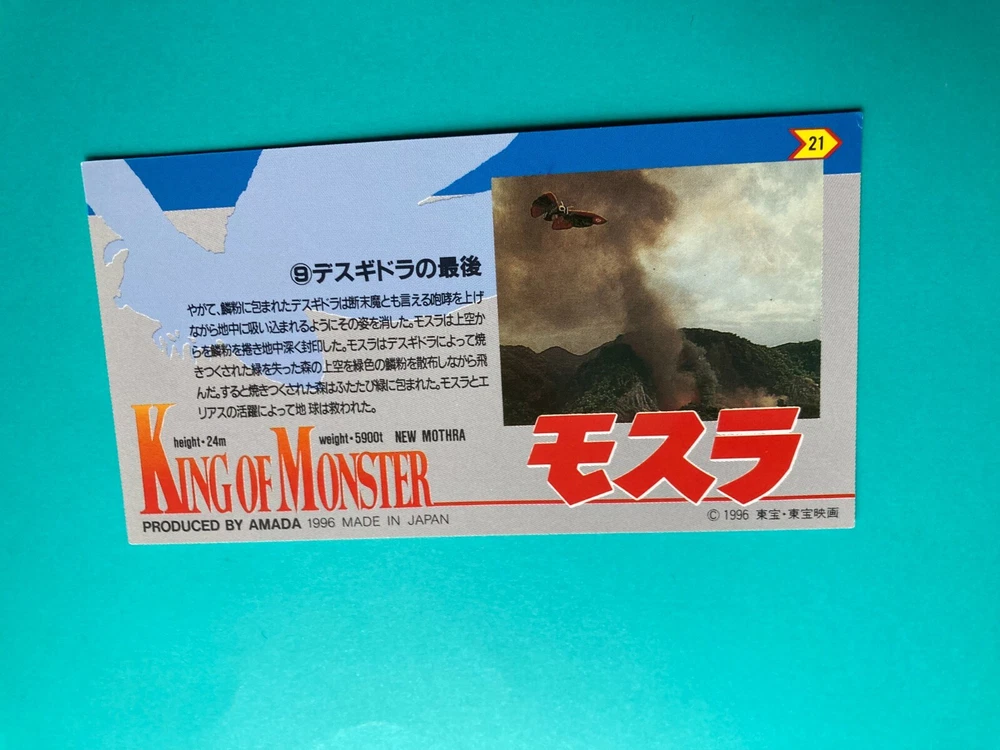 21
⑨デスギドラの最後
やがて、鱗粉に包まれたデスギドラは断末魔とも言える咆哮を上げ
ながら地中に吸い込まれるようにその姿を消した。モスラは上空か
らを鱗粉を捲き地中深く封印した。モスラはデスギドラによって焼
きつくされた緑を失った森の上空を緑色の鱗粉を散布しながら飛
んだ。すると焼きつくされた森はふたたび緑に包まれた。モスラとエ
リアスの活躍によって地球は救われた。
height・24m weight・5900t NEW MOTHRA
KING OF MONSTER
モスラ
PRODUCED BY AMADA 1996 MADE IN JAPAN
© 1996 東宝・東宝映画